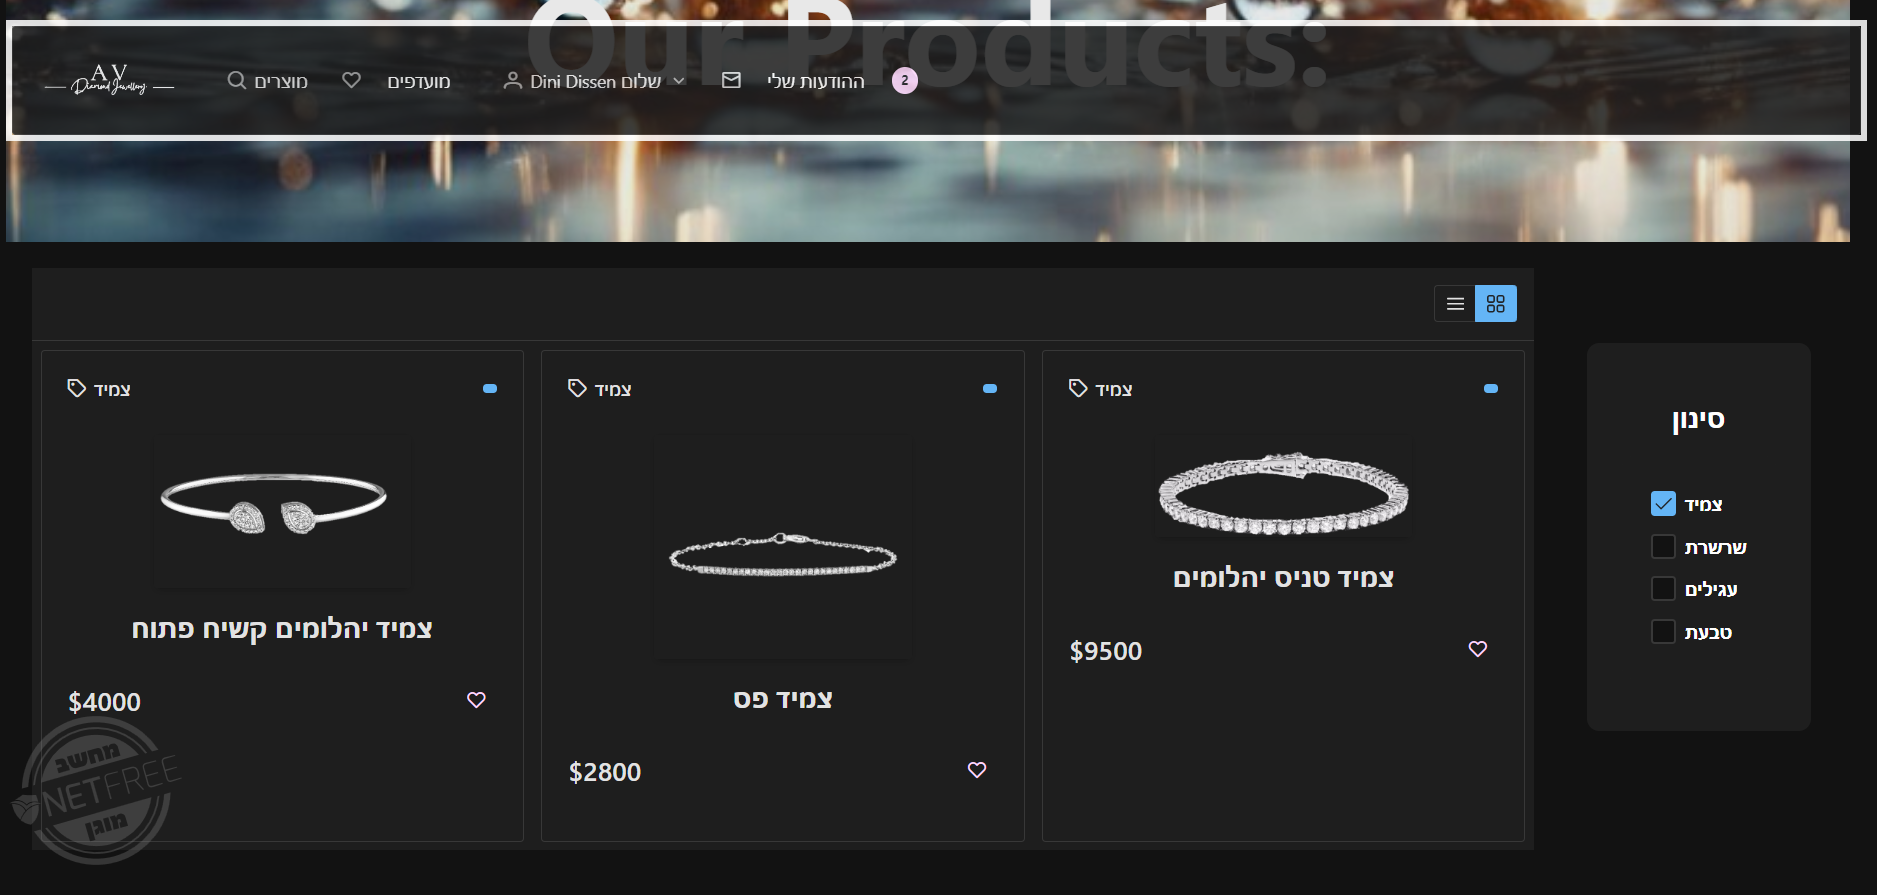 Our Products:
AV
Diamond Jewellery
מוצרים
מועדפים
שלום Dini Dissen
ההודעות שלי
2
צמיד
צמיד יהלומים קשיח פתוח
$4000
צמיד
צמיד פס
$2800
צמיד
צמיד טניס יהלומים
$9500
סינון
צמיד
שרשרת
עגילים
טבעת
מחשב
NETFREE
מוגן